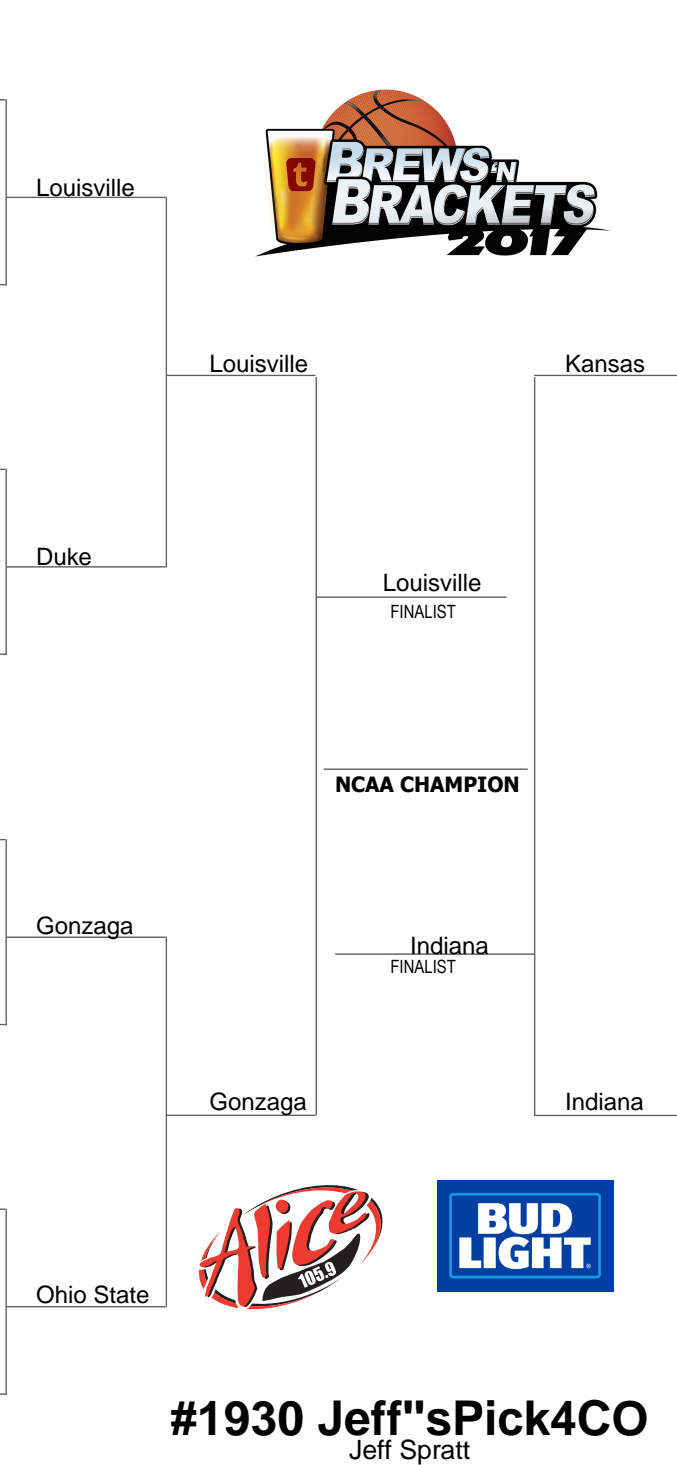 t
BREWS 'N
BRACKETS
2017
Louisville
Louisville
Kansas
Duke
Louisville
FINALIST
NCAA CHAMPION
Gonzaga
Indiana
FINALIST
Gonzaga
Indiana
Alice
105.9
BUD
LIGHT.
Ohio State
#1930 Jeff"sPick4CO
Jeff Spratt